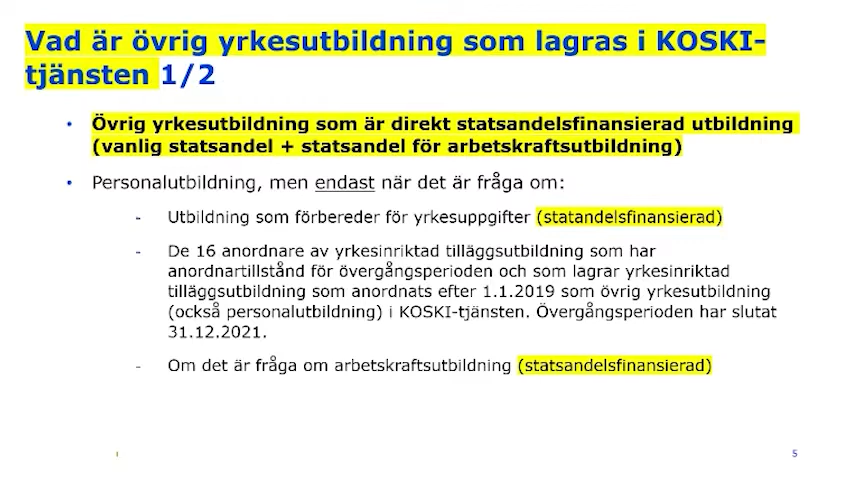 Vad är övrig yrkesutbildning som lagras i KOSKI-
tjänsten 1/2
• Övrig yrkesutbildning som är direkt statsandelsfinansierad utbildning
(vanlig statsandel + statsandel för arbetskraftsutbildning)
• Personalutbildning, men endast när det är fråga om:
- Utbildning som förbereder för yrkesuppgifter (statandelsfinansierad)
- De 16 anordnare av yrkesinriktad tilläggsutbildning som har
anordnartillstånd för övergångsperioden och som lagrar yrkesinriktad
tilläggsutbildning som anordnats efter 1.1.2019 som övrig yrkesutbildning
(också personalutbildning) i KOSKI-tjänsten. Övergångsperioden har slutat
31.12.2021.
- Om det är fråga om arbetskraftsutbildning (statsandelsfinansierad)
5